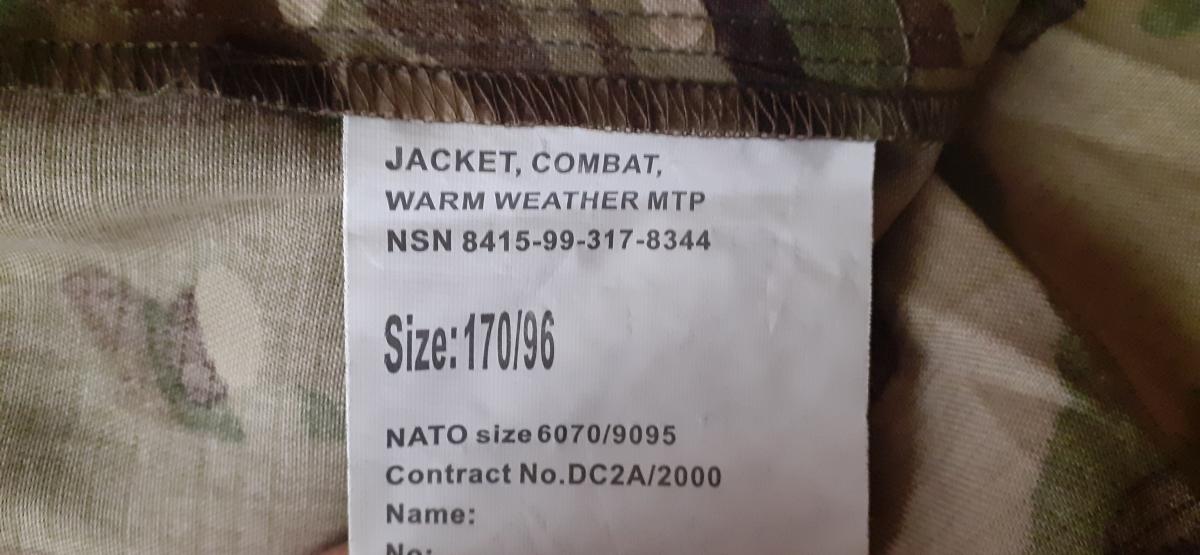 JACKET, COMBAT,
WARM WEATHER MTP
NSN 8415-99-317-8344
Size:170/96
NATO size 6070/9095
Contract No.DC2A/2000
Name:
No: